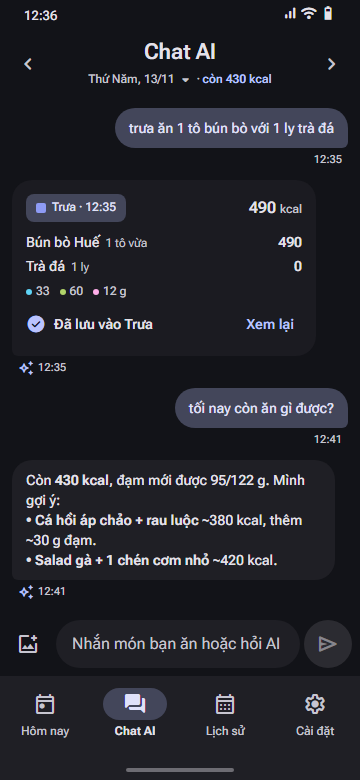 12:36
Chat AI
Thứ Năm, 13/11 · còn 430 kcal
trưa ăn 1 tô bún bò với 1 ly trà đá
12:35
Trưa · 12:35 490 kcal
Bún bò Huế 1 tô vừa 490
Trà đá 1 ly 0
33 60 12 g
Đã lưu vào Trưa Xem lại
12:35
tối nay còn ăn gì được?
12:41
Còn 430 kcal, đạm mới được 95/122 g. Mình
gợi ý:
• Cá hồi áp chảo + rau luộc ~380 kcal, thêm
~30 g đạm.
• Salad gà + 1 chén cơm nhỏ ~420 kcal.
12:41
Nhắn món bạn ăn hoặc hỏi AI
Hôm nay Chat AI Lịch sử Cài đặt